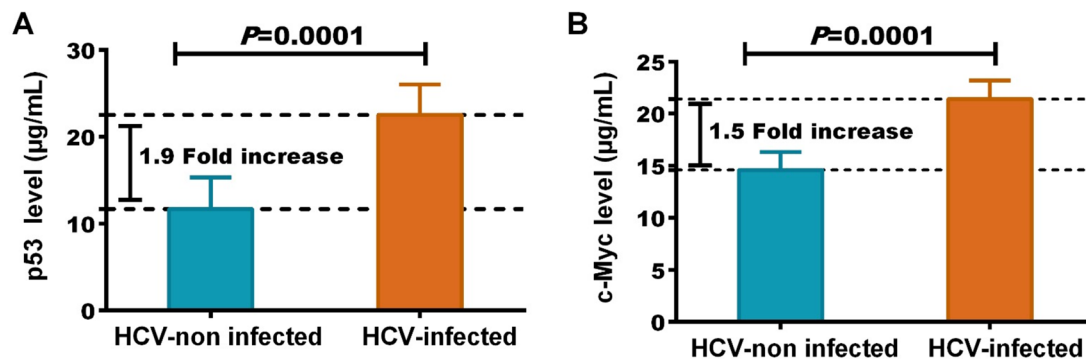 A
P=0.0001
30
20
10
0
p53 level (µg/mL)
1.9 Fold increase
HCV-non infected
HCV-infected
B
P=0.0001
25
20
15
10
5
0
c-Myc level (µg/mL)
1.5 Fold increase
HCV-non infected
HCV-infected